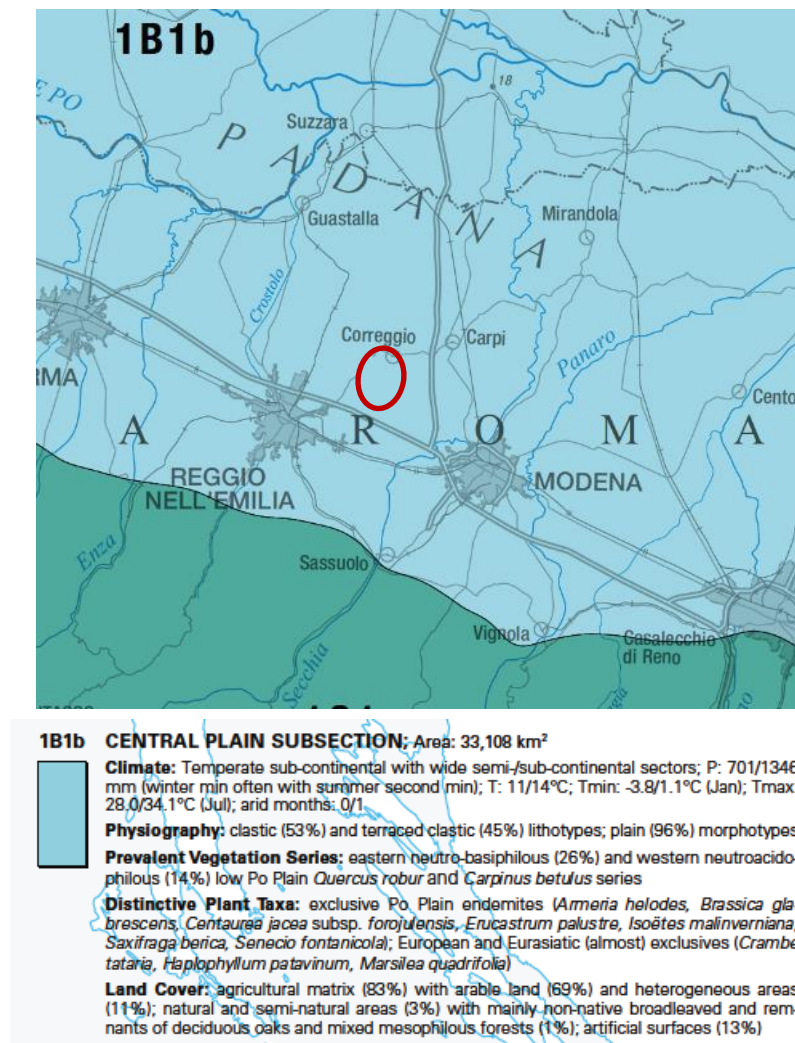 1B1b
E PO
18
Suzzara
PADANA
Guastalla
Mirandola
Crostolo
Correggio
Carpi
Panaro
RMA
Cento
A R O M A
REGGIO
NELL'EMILIA
MODENA
Enza
Sassuolo
Secchia
Vignola
Casalecchio
di Reno
1B1b CENTRAL PLAIN SUBSECTION; Area: 33,108 km²
Climate: Temperate sub-continental with wide semi-/sub-continental sectors; P: 701/1346
mm (winter min often with summer second min); T: 11/14ºC; Tmin: -3.8/1.1ºC (Jan); Tmax:
28.0/34.1ºC (Jul); arid months: 0/1
Physiography: clastic (53%) and terraced clastic (45%) lithotypes; plain (96%) morphotypes
Prevalent Vegetation Series: eastern neutro-basiphilous (26%) and western neutroacido-
philous (14%) low Po Plain Quercus robur and Carpinus betulus series
Distinctive Plant Taxa: exclusive Po Plain endemites (Armeria helodes, Brassica gla-
brescens, Centaurea jacea subsp. forojulensis, Erucastrum palustre, Isoëtes malinverniana,
Saxifraga berica, Senecio fontanicola); European and Eurasiatic (almost) exclusives (Crambe
tataria, Haplophyllum patavinum, Marsilea quadrifolia)
Land Cover: agricultural matrix (83%) with arable land (69%) and heterogeneous areas
(11%); natural and semi-natural areas (3%) with mainly non-native broadleaved and rem-
nants of deciduous oaks and mixed mesophilous forests (1%); artificial surfaces (13%)